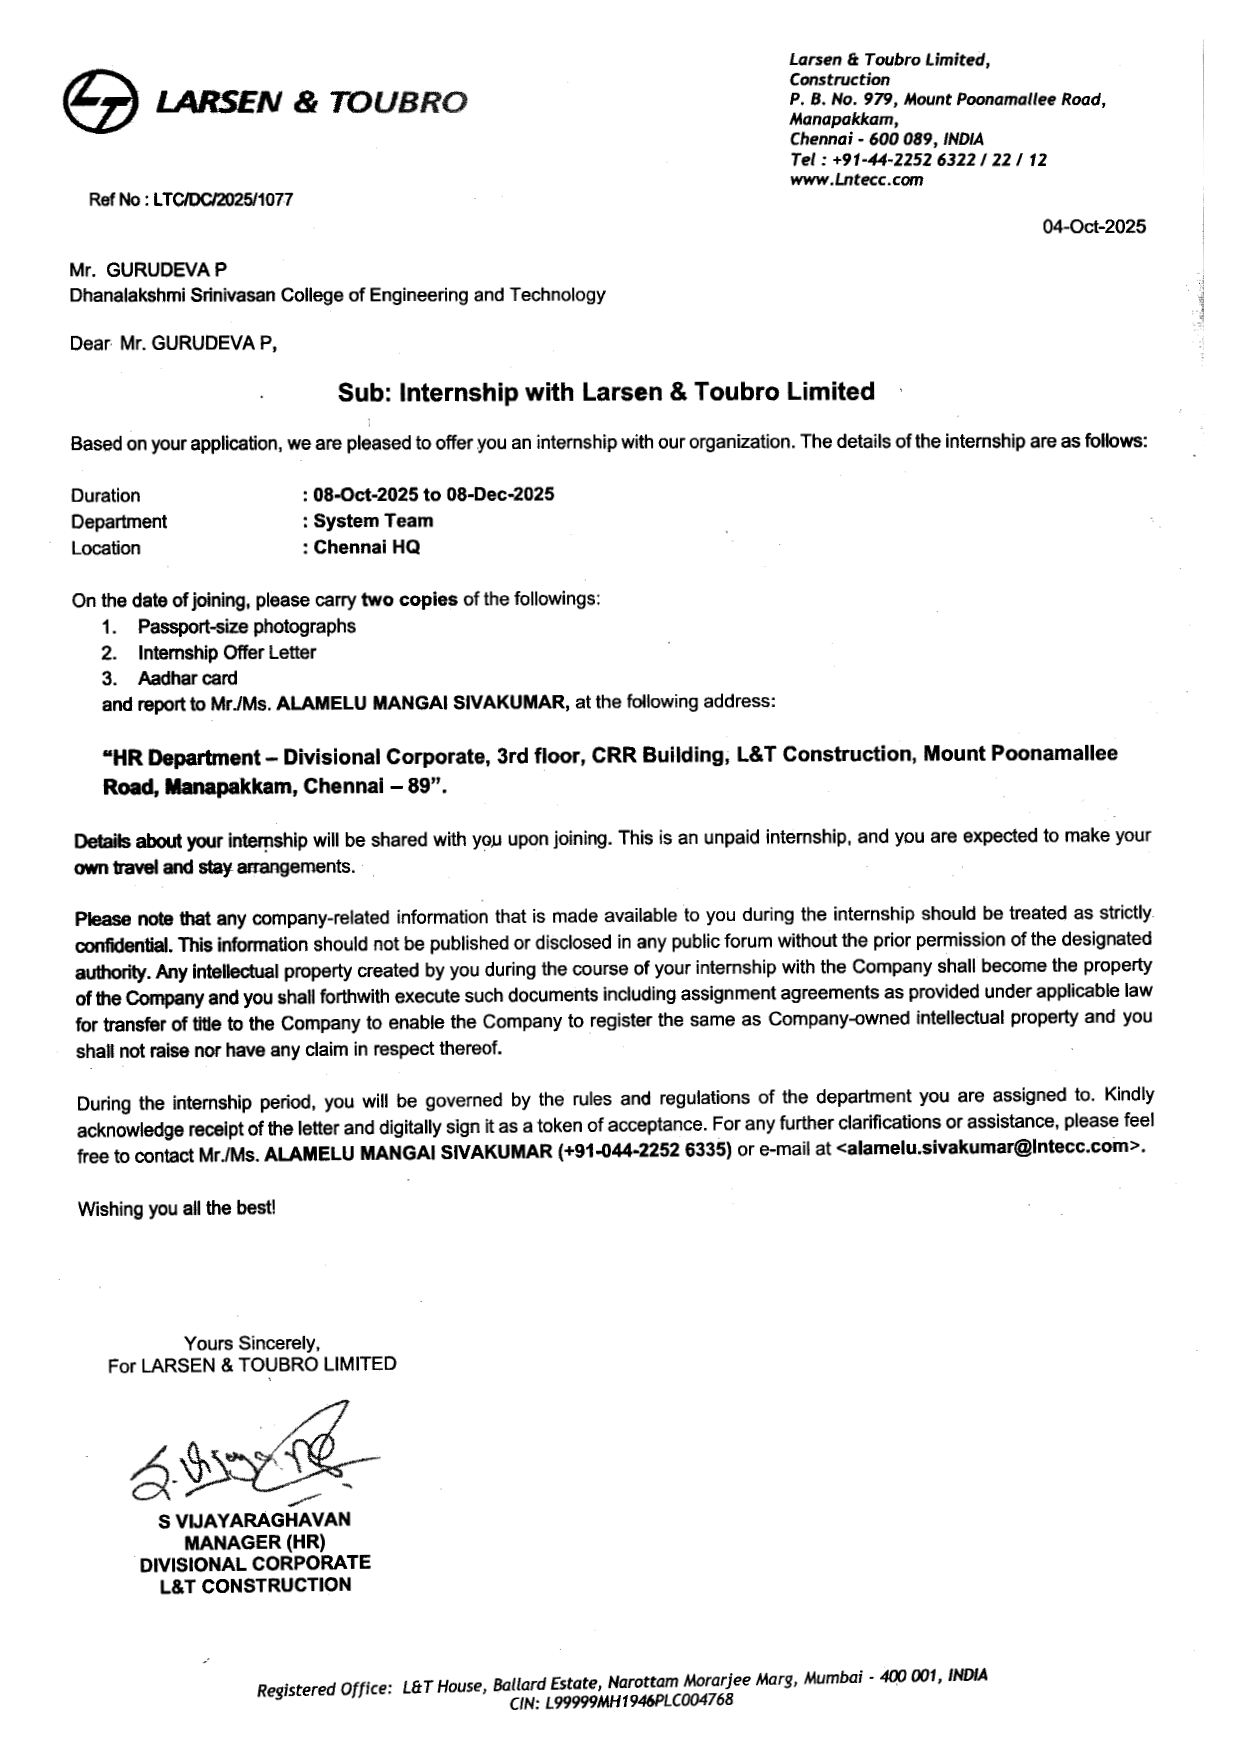 LARSEN & TOUBRO
Larsen & Toubro Limited,
Construction
P. B. No. 979, Mount Poonamallee Road,
Manapakkam,
Chennai - 600 089, INDIA
Tel : +91-44-2252 6322 / 22 / 12
www.Lntecc.com
Ref No : LTC/DC/2025/1077
04-Oct-2025
Mr. GURUDEVA P
Dhanalakshmi Srinivasan College of Engineering and Technology
Dear Mr. GURUDEVA P,
Sub: Internship with Larsen & Toubro Limited
Based on your application, we are pleased to offer you an internship with our organization. The details of the internship are as follows:
Duration : 08-Oct-2025 to 08-Dec-2025
Department : System Team
Location : Chennai HQ
On the date of joining, please carry two copies of the followings:
1. Passport-size photographs
2. Internship Offer Letter
3. Aadhar card
and report to Mr./Ms. ALAMELU MANGAI SIVAKUMAR, at the following address:
“HR Department – Divisional Corporate, 3rd floor, CRR Building, L&T Construction, Mount Poonamallee
Road, Manapakkam, Chennai – 89”.
Details about your internship will be shared with you upon joining. This is an unpaid internship, and you are expected to make your
own travel and stay arrangements.
Please note that any company-related information that is made available to you during the internship should be treated as strictly
confidential. This information should not be published or disclosed in any public forum without the prior permission of the designated
authority. Any intellectual property created by you during the course of your internship with the Company shall become the property
of the Company and you shall forthwith execute such documents including assignment agreements as provided under applicable law
for transfer of title to the Company to enable the Company to register the same as Company-owned intellectual property and you
shall not raise nor have any claim in respect thereof.
During the internship period, you will be governed by the rules and regulations of the department you are assigned to. Kindly
acknowledge receipt of the letter and digitally sign it as a token of acceptance. For any further clarifications or assistance, please feel
free to contact Mr./Ms. ALAMELU MANGAI SIVAKUMAR (+91-044-2252 6335) or e-mail at <alamelu.sivakumar@lntecc.com>.
Wishing you all the best!
Yours Sincerely,
For LARSEN & TOUBRO LIMITED
S VIJAYARAGHAVAN
MANAGER (HR)
DIVISIONAL CORPORATE
L&T CONSTRUCTION
Registered Office: L&T House, Ballard Estate, Narottam Morarjee Marg, Mumbai - 400 001, INDIA
CIN: L99999MH1946PLC004768